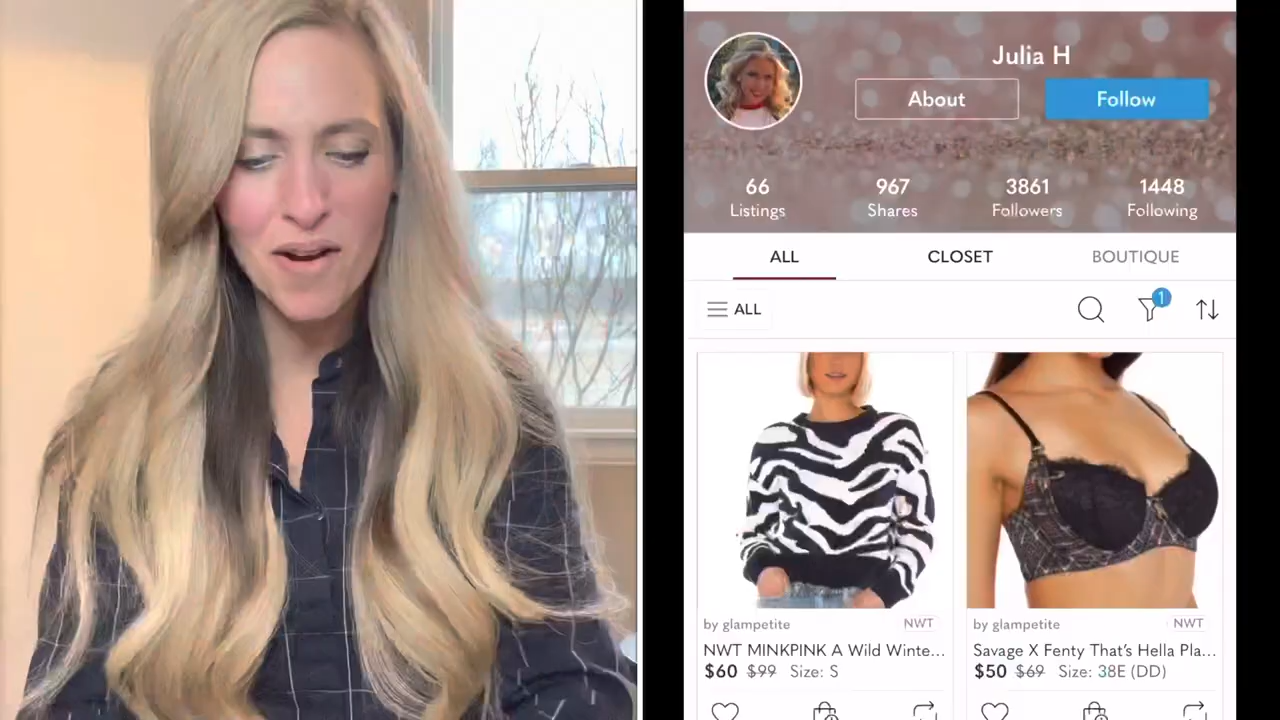 Julia H
About
Follow
66
967
3861
1448
Listings
Shares
Followers
Following
ALL
CLOSET
BOUTIQUE
ALL
1
by glampetite
NWT
NWT MINKPINK A Wild Winte...
$60 $99 Size: S
by glampetite
NWT
Savage X Fenty That's Hella Pla...
$50 $69 Size: 38E (DD)